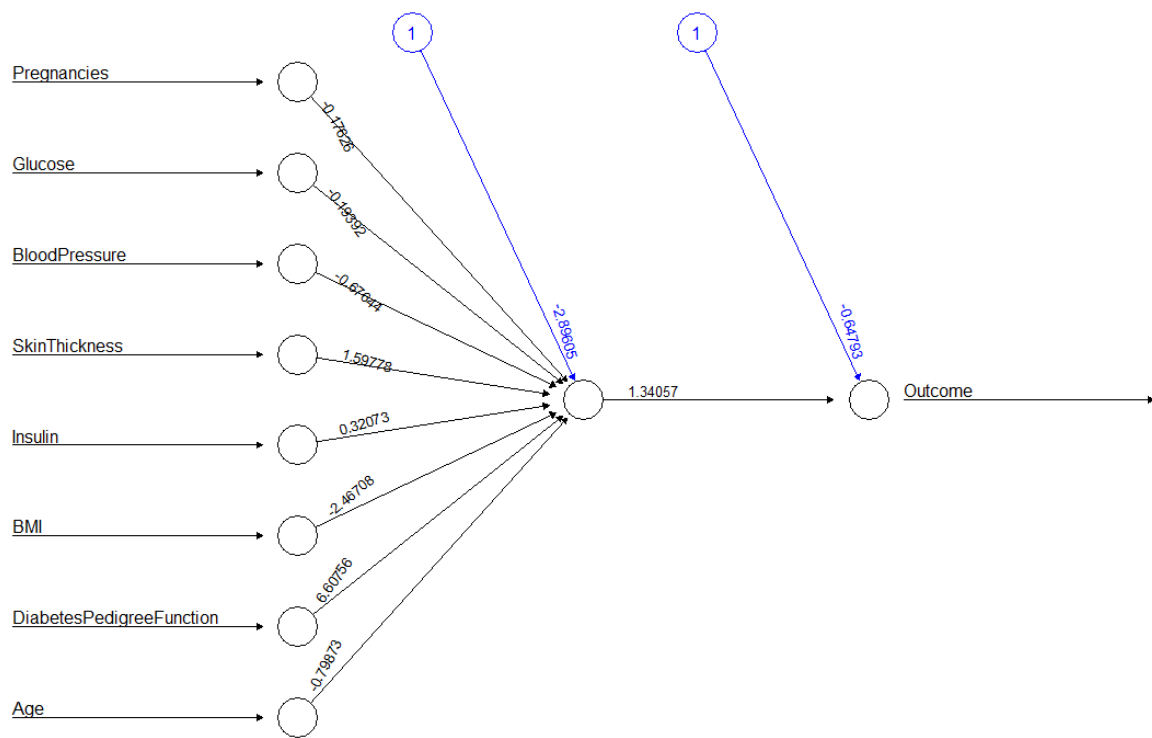 1
1
Pregnancies
-0.17626
Glucose
-0.19392
BloodPressure
-0.67644
SkinThickness
1.59778
-2.89605
-0.64793
1.34057
Outcome
Insulin
0.32073
BMI
-2.46708
DiabetesPedigreeFunction
6.60756
Age
-0.79873